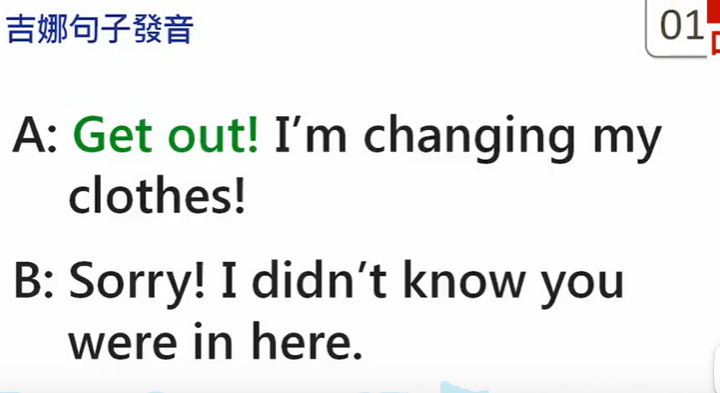 吉娜句子發音
01
A: Get out! I’m changing my
clothes!
B: Sorry! I didn’t know you
were in here.